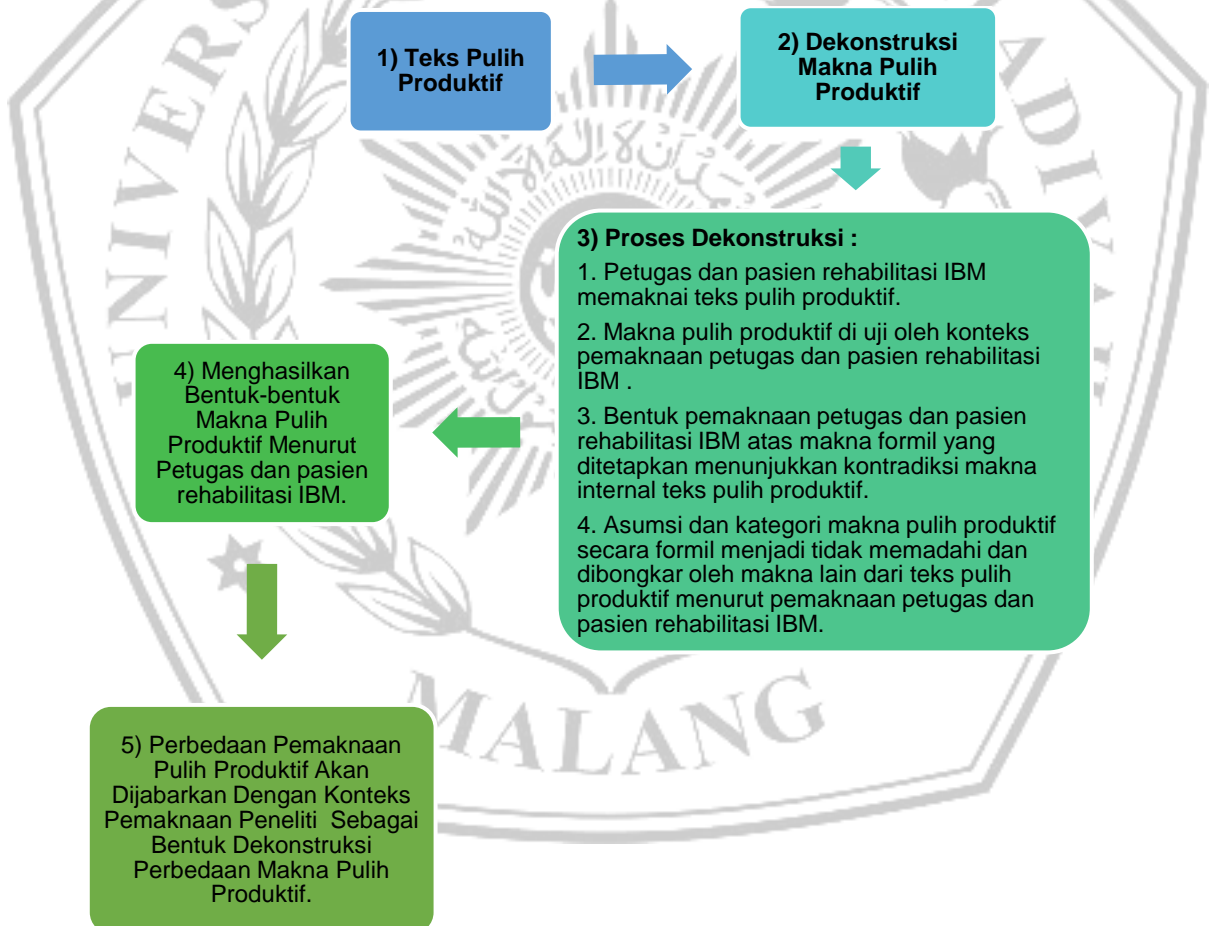 1) Teks Pulih
Produktif
2) Dekonstruksi
Makna Pulih
Produktif
3) Proses Dekonstruksi :
1. Petugas dan pasien rehabilitasi IBM
memaknai teks pulih produktif.
2. Makna pulih produktif di uji oleh konteks
pemaknaan petugas dan pasien rehabilitasi
IBM .
3. Bentuk pemaknaan petugas dan pasien
rehabilitasi IBM atas makna formil yang
ditetapkan menunjukkan kontradiksi makna
internal teks pulih produktif.
4. Asumsi dan kategori makna pulih produktif
secara formil menjadi tidak memadahi dan
dibongkar oleh makna lain dari teks pulih
produktif menurut pemaknaan petugas dan
pasien rehabilitasi IBM.
4) Menghasilkan
Bentuk-bentuk
Makna Pulih
Produktif Menurut
Petugas dan pasien
rehabilitasi IBM.
5) Perbedaan Pemaknaan
Pulih Produktif Akan
Dijabarkan Dengan Konteks
Pemaknaan Peneliti Sebagai
Bentuk Dekonstruksi
Perbedaan Makna Pulih
Produktif.
MALANG